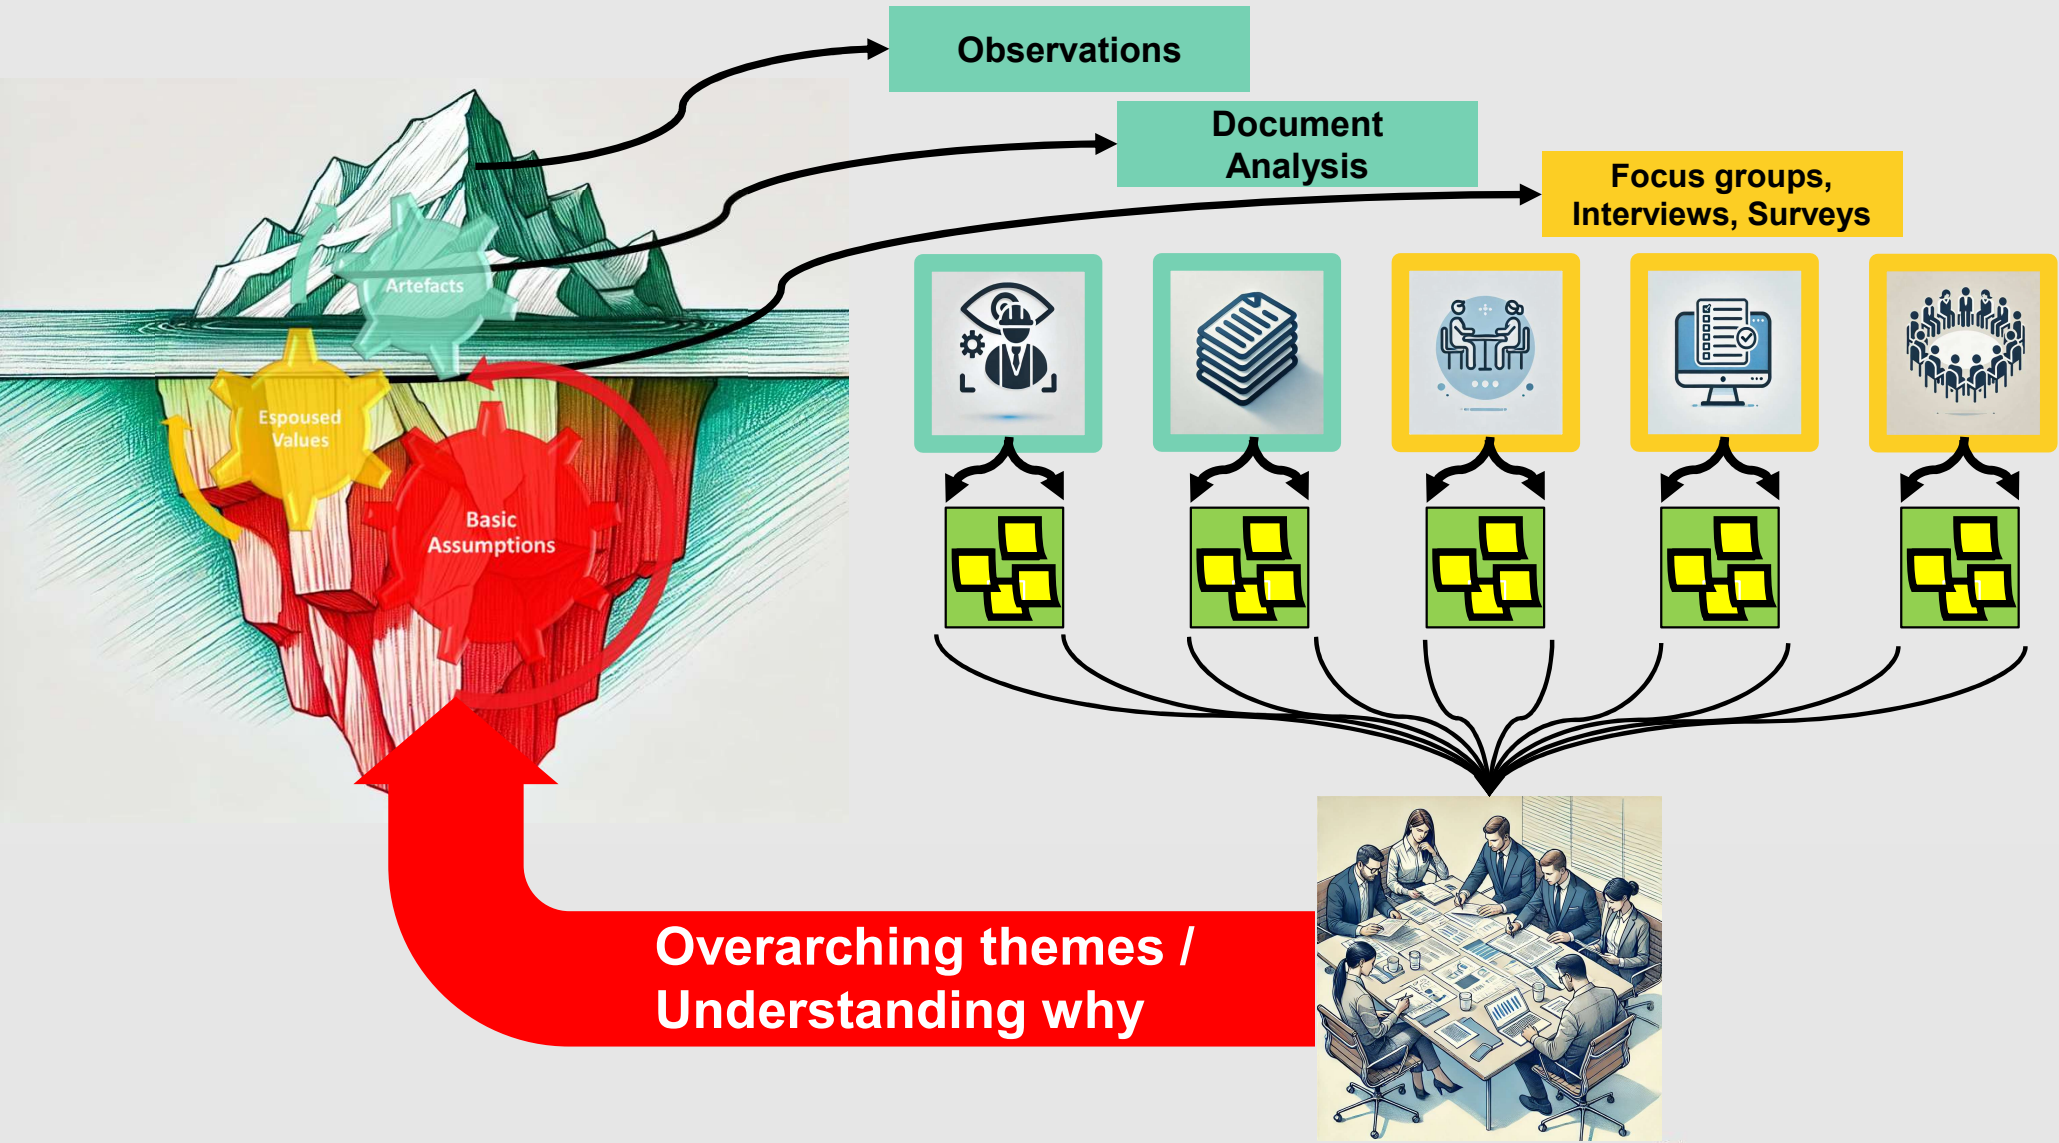 Observations
Document
Analysis
Focus groups,
Interviews, Surveys
Artefacts
Espoused
Values
Basic
Assumptions
Overarching themes /
Understanding why